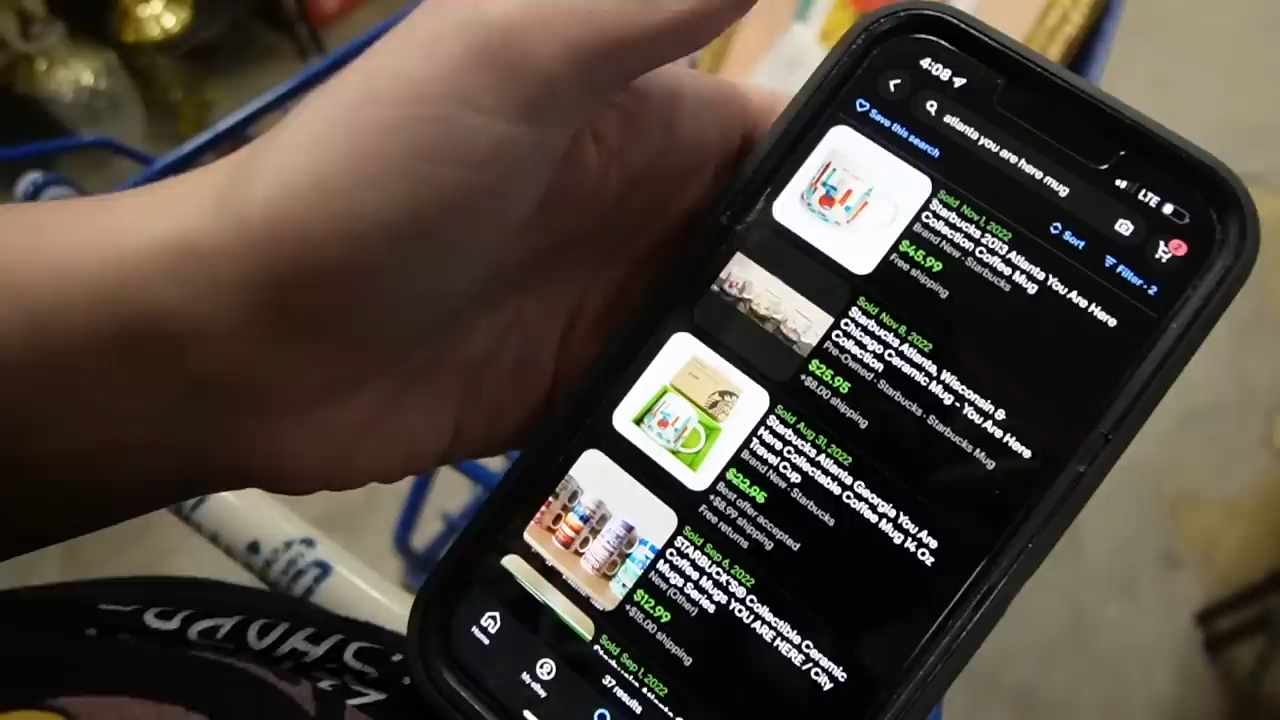 4:08
LTE
atlanta you are here mug
2
Save this search
Sort
Filter · 2
Sold Nov 1, 2022
Starbucks 2013 Atlanta You Are Here
Collection Coffee Mug
Brand New · Starbucks
$45.99
Free shipping
Sold Nov 8, 2022
Starbucks Atlanta, Wisconsin &
Chicago Ceramic Mug - You Are Here
Collection
Pre-Owned · Starbucks · Starbucks Mug
$25.95
+$8.00 shipping
Sold Aug 31, 2022
Starbucks Atlanta Georgia You Are
Here Collectable Coffee Mug 14 Oz
Travel Cup
Brand New · Starbucks
$22.95
Best offer accepted
+$8.99 shipping
Free returns
Sold Sep 6, 2022
STARBUCK'S® Collectible Ceramic
Coffee Mugs YOU ARE HERE / City
Mugs Series
New (Other)
$12.99
+$15.00 shipping
Sold Sep 1, 2022
37 results
Home
My eBay